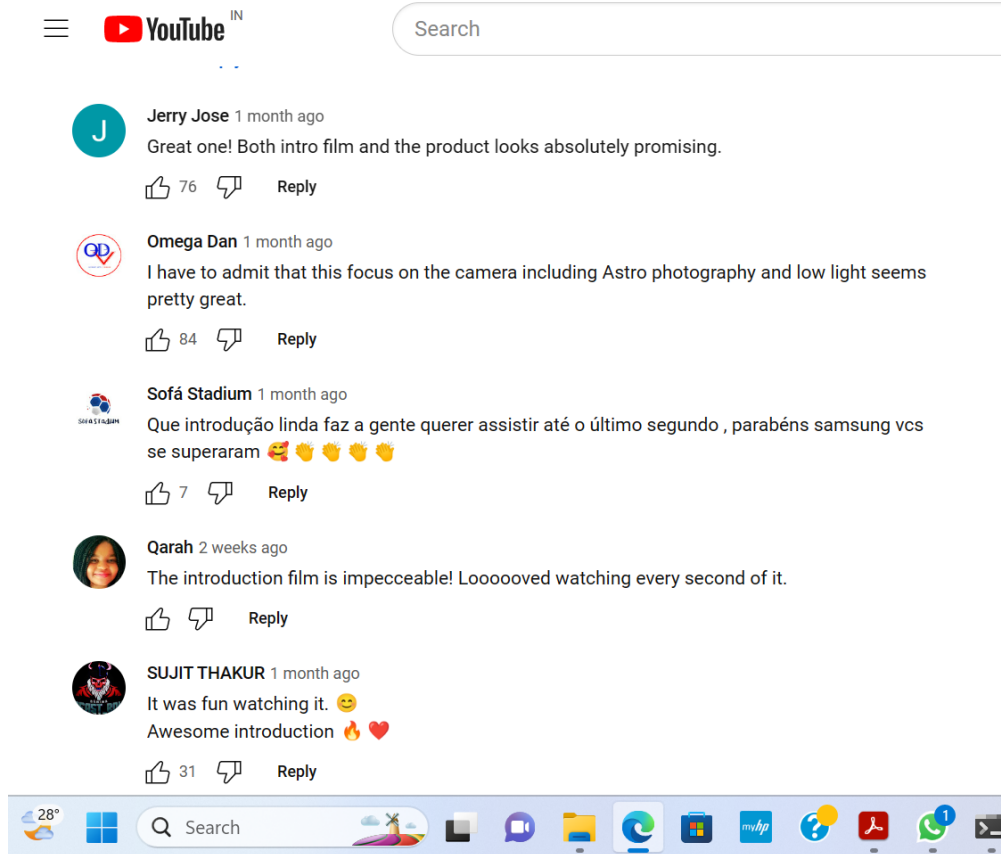 YouTube IN
Search
Jerry Jose 1 month ago
Great one! Both intro film and the product looks absolutely promising.
76 Reply
Omega Dan 1 month ago
I have to admit that this focus on the camera including Astro photography and low light seems
pretty great.
84 Reply
Sofá Stadium 1 month ago
Que introdução linda faz a gente querer assistir até o último segundo , parabéns samsung vcs
se superaram 🥰 👏 👏 👏 👏
7 Reply
Qarah 2 weeks ago
The introduction film is impecceable! Loooooved watching every second of it.
Reply
SUJIT THAKUR 1 month ago
It was fun watching it. 😊
Awesome introduction 🔥 ❤️
31 Reply
28° Search myhp 1